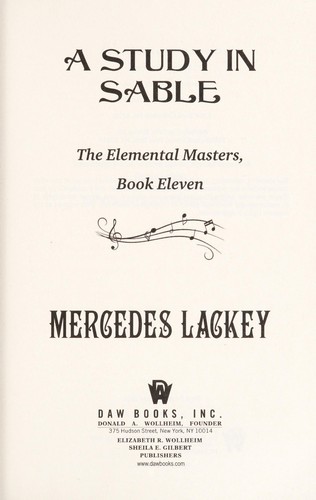 A STUDY IN
SABLE
The Elemental Masters,
Book Eleven
MERCEDES LACKEY
DAW
DAW BOOKS, INC.
DONALD A. WOLLHEIM, FOUNDER
375 Hudson Street, New York, NY 10014
ELIZABETH R. WOLLHEIM
SHEILA E. GILBERT
PUBLISHERS
www.dawbooks.com